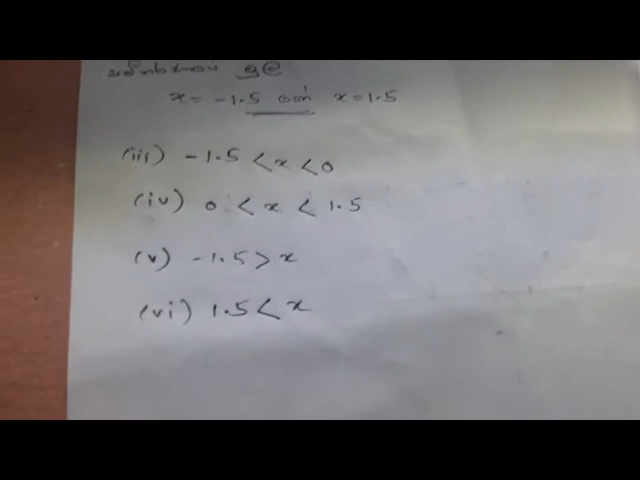 x = -1.5 හෝ x = 1.5
(iii) -1.5 < x < 0
(iv) 0 < x < 1.5
(v) -1.5 > x
(vi) 1.5 < x